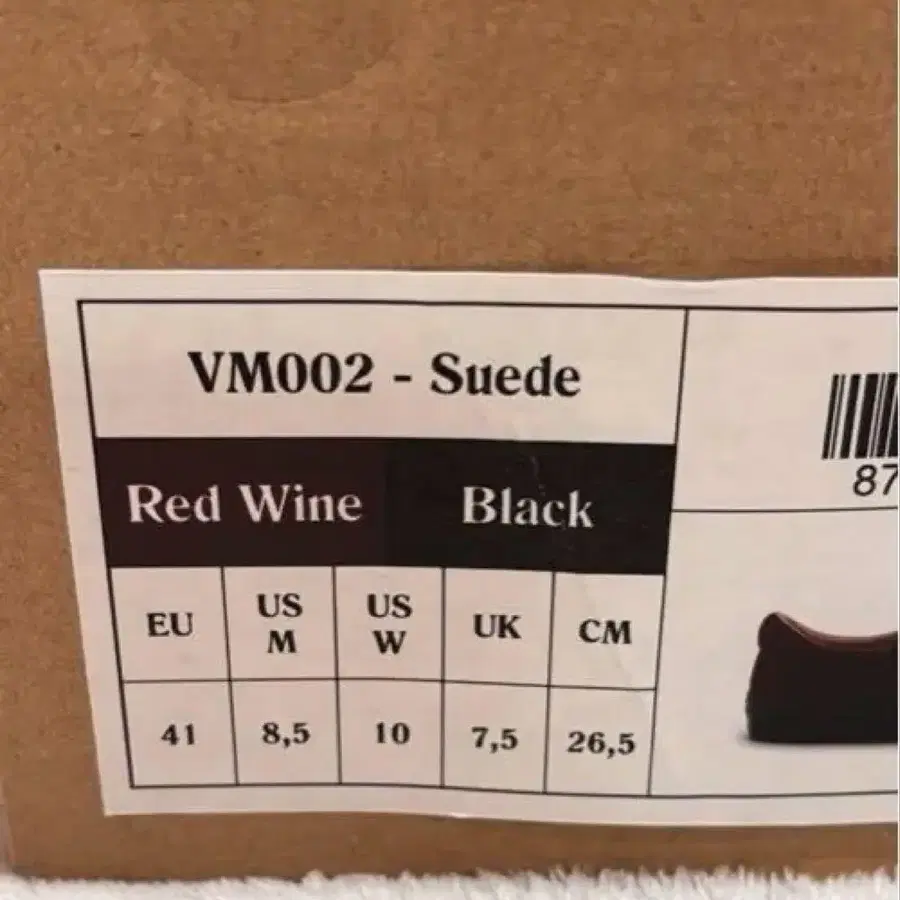 VM002 - Suede
Red Wine Black
EU US M US W UK CM
41 8,5 10 7,5 26,5
87